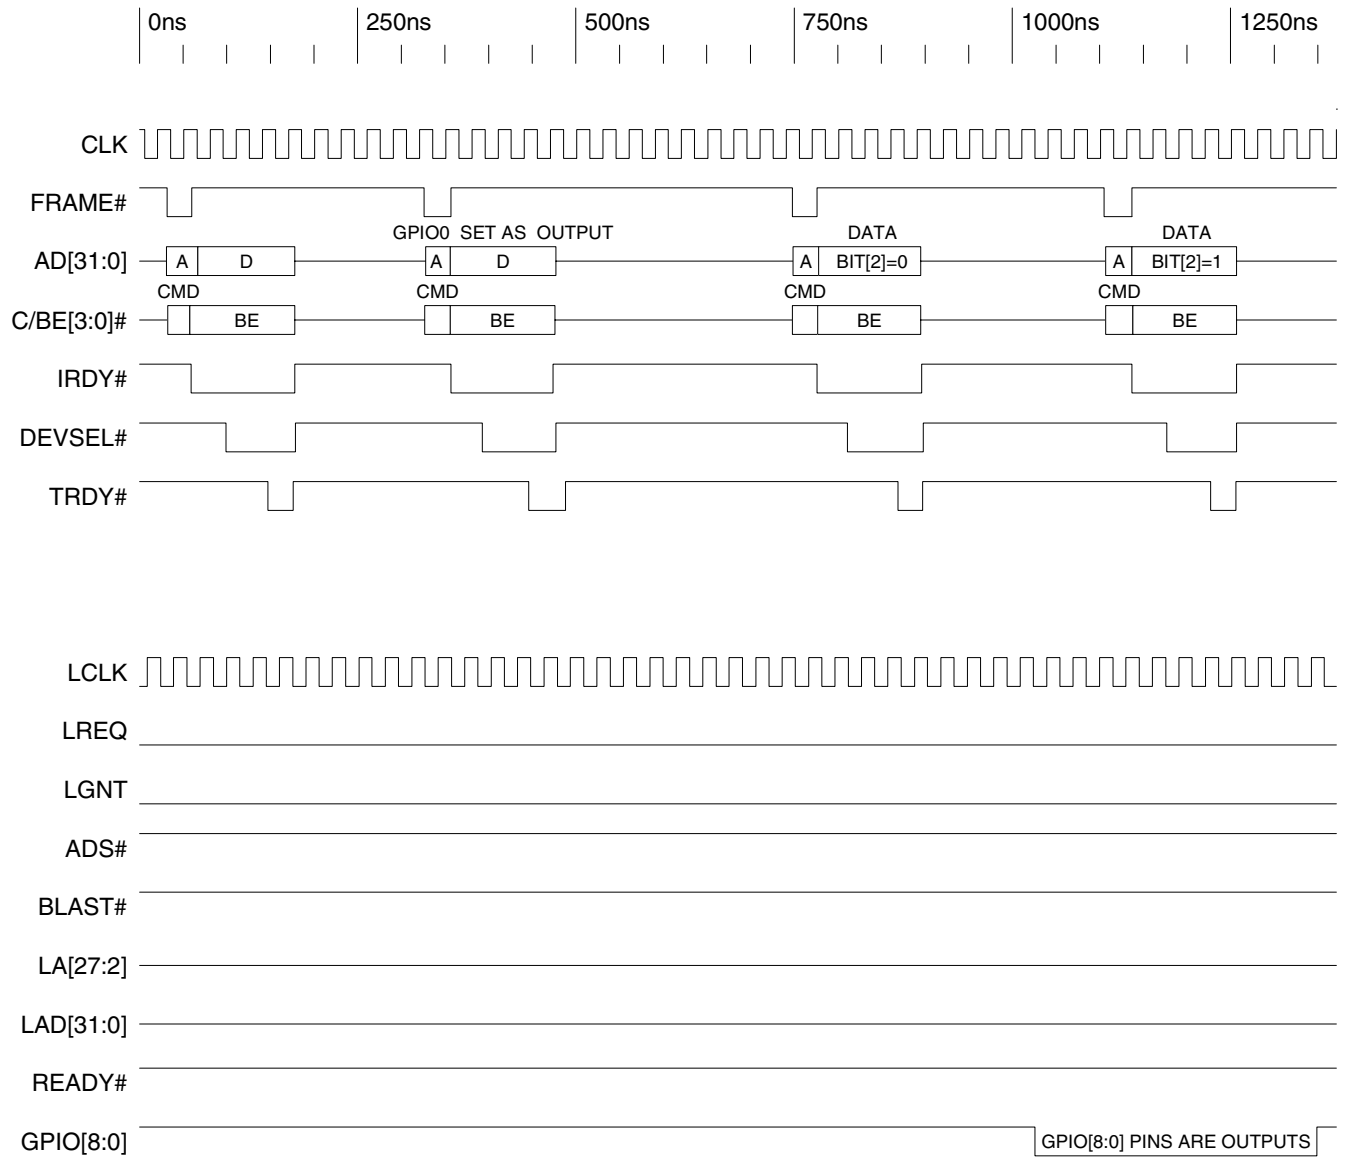 0ns 250ns 500ns 750ns 1000ns 1250ns
CLK
FRAME#
GPIO0 SET AS OUTPUT DATA DATA
AD[31:0] A D A D A BIT[2]=0 A BIT[2]=1
CMD CMD CMD CMD
C/BE[3:0]# BE BE BE BE
IRDY#
DEVSEL#
TRDY#
LCLK
LREQ
LGNT
ADS#
BLAST#
LA[27:2]
LAD[31:0]
READY#
GPIO[8:0] GPIO[8:0] PINS ARE OUTPUTS